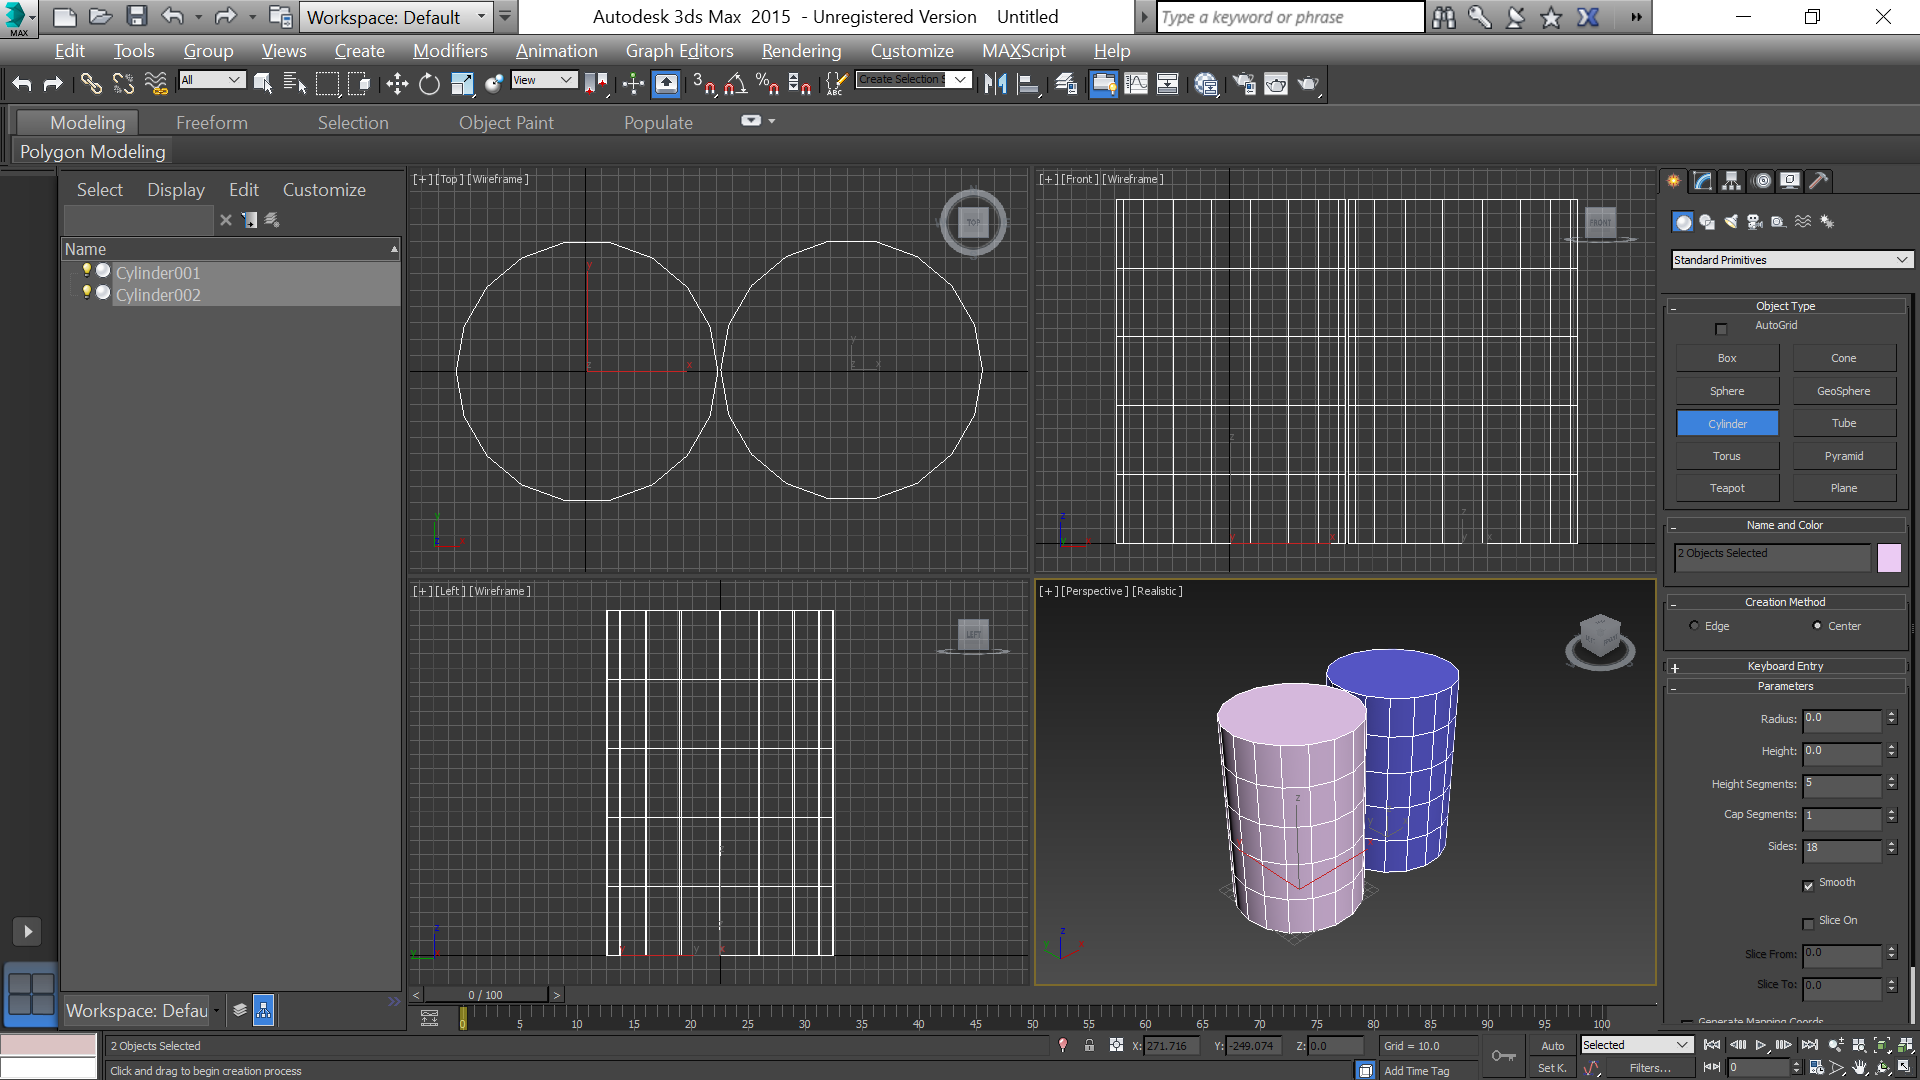 MAX
Workspace: Default
Autodesk 3ds Max  2015  - Unregistered Version    Untitled
Type a keyword or phrase
Edit Tools Group Views Create Modifiers Animation Graph Editors Rendering Customize MAXScript Help
All
View
3
%
ABC
Create Selection S
Modeling Freeform Selection Object Paint Populate
Polygon Modeling
Select Display Edit Customize
Name
Cylinder001
Cylinder002
[+] [Top ] [Wireframe ]
TOP
[+] [Front ] [Wireframe ]
FRONT
[+] [Left ] [Wireframe ]
LEFT
[+] [Perspective ] [Realistic ]
Standard Primitives
Object Type
AutoGrid
Box Cone
Sphere GeoSphere
Cylinder Tube
Torus Pyramid
Teapot Plane
Name and Color
2 Objects Selected
Creation Method
Edge Center
Keyboard Entry
Parameters
Radius: 0.0
Height: 0.0
Height Segments: 5
Cap Segments: 1
Sides: 18
Smooth
Slice On
Slice From: 0.0
Slice To: 0.0
Generate Mapping Coords
Workspace: Defau
0 / 100
0 5 10 15 20 25 30 35 40 45 50 55 60 65 70 75 80 85 90 95 100
2 Objects Selected
X: 271.716 Y: -249.074 Z: 0.0 Grid = 10.0
Auto Selected
Click and drag to begin creation process
Add Time Tag
Set K. Filters... 0